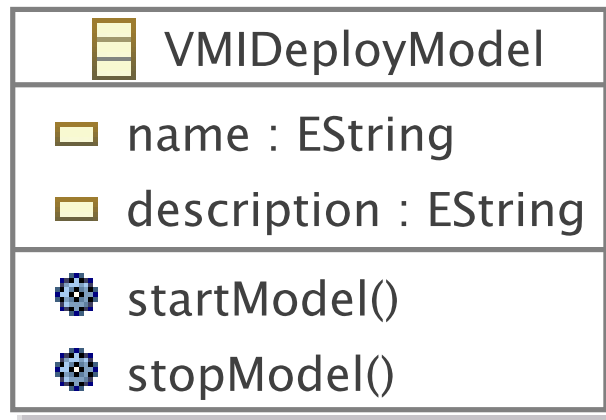 VMIDeployModel
name : EString
description : EString
startModel()
stopModel()